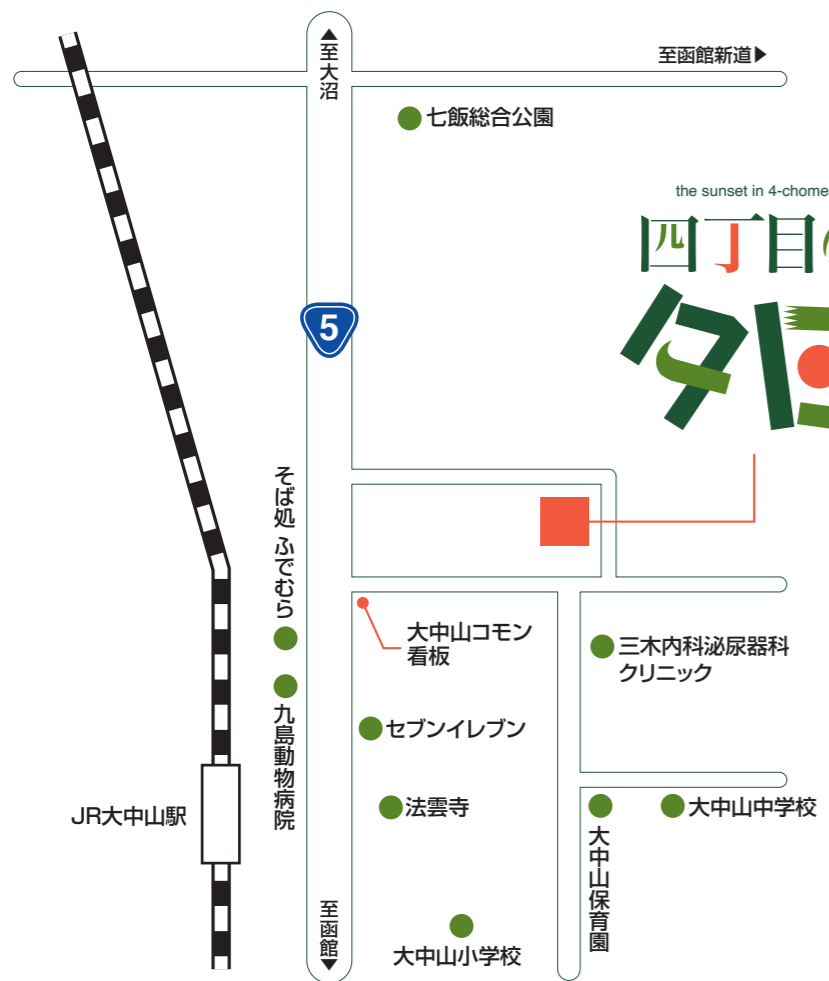 ▲至大沼
至函館新道▶
七飯総合公園
the sunset in 4-chome
四丁目
夕日
5
そば処 ふでむら
大中山コモン
看板
三木内科泌尿器科
クリニック
九島動物病院
セブンイレブン
JR大中山駅
法雲寺
大中山保育園
大中山中学校
至函館▼
大中山小学校